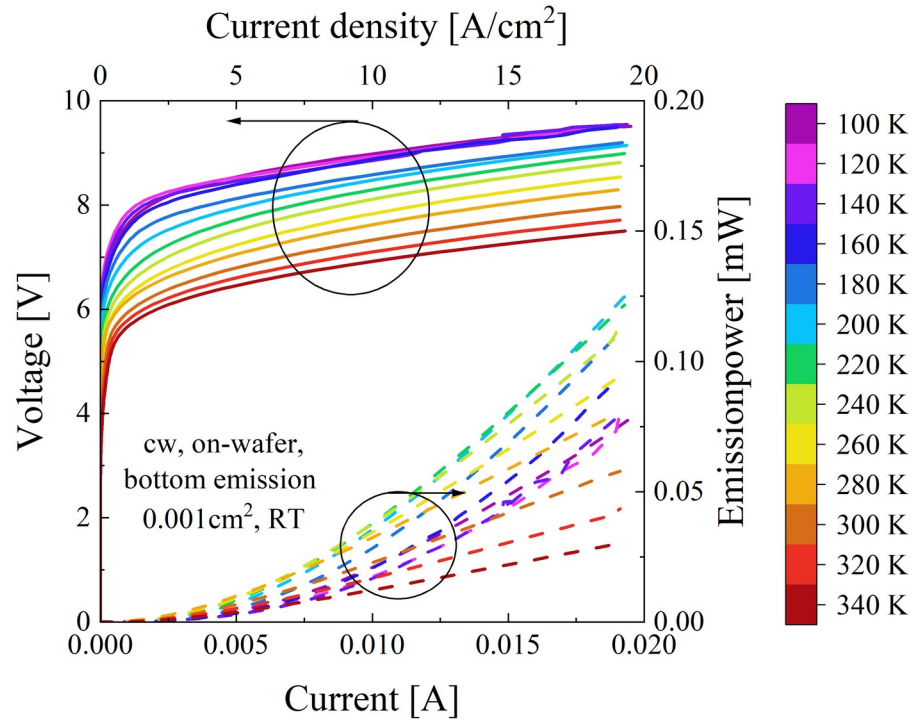 Current density [A/cm²]
0 5 10 15 20
10
8
6
4
2
0
Voltage [V]
0.20
0.15
0.10
0.05
0.00
Emissionpower [mW]
cw, on-wafer,
bottom emission
0.001cm², RT
0.000 0.005 0.010 0.015 0.020
Current [A]
100 K
120 K
140 K
160 K
180 K
200 K
220 K
240 K
260 K
280 K
300 K
320 K
340 K